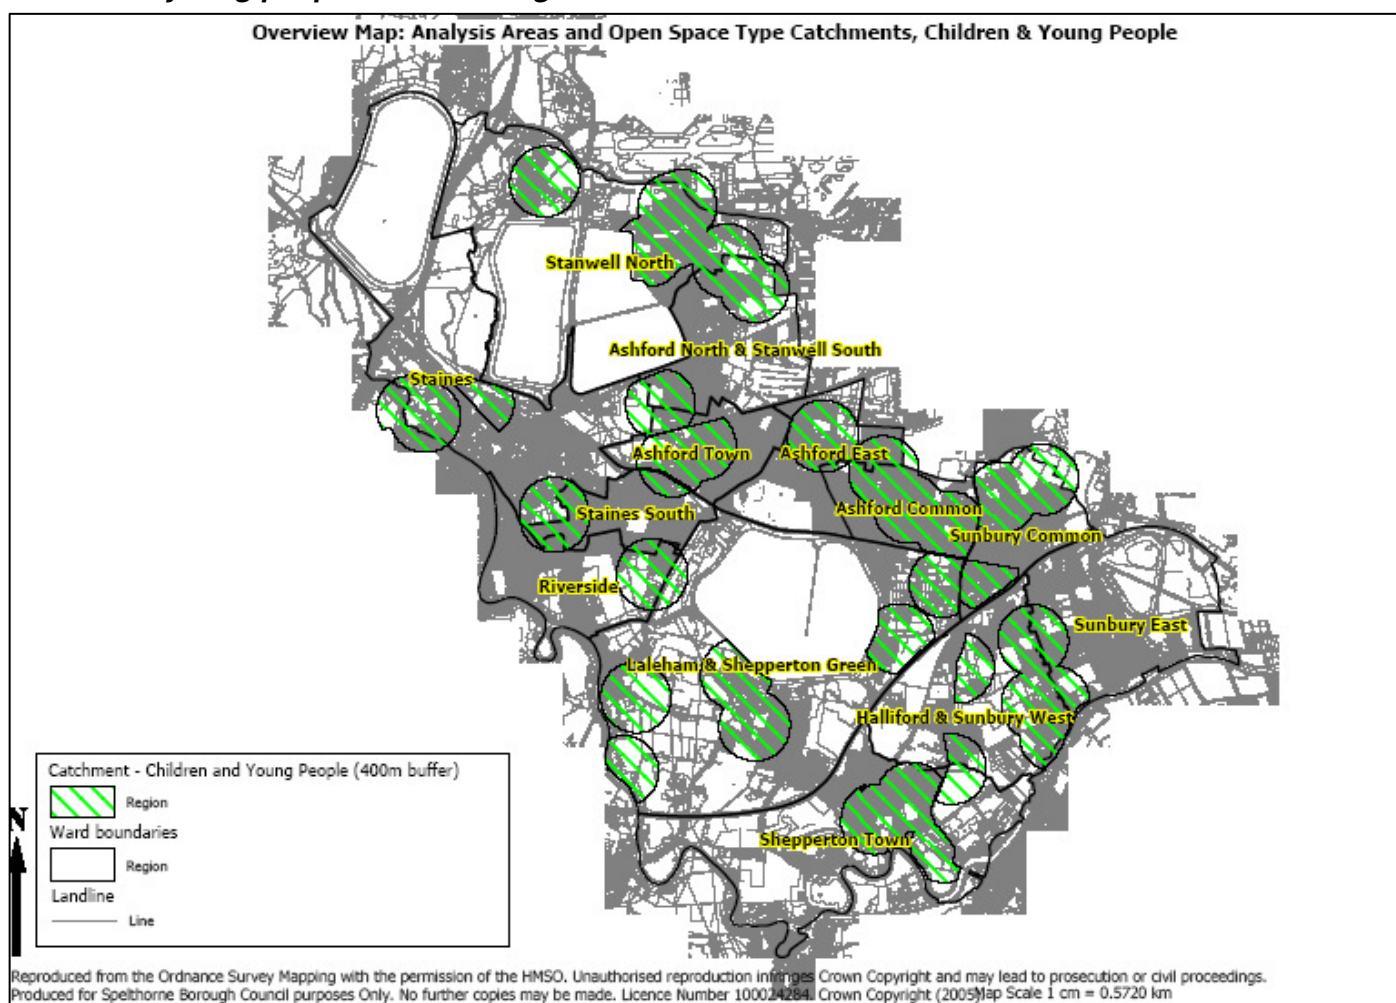 Overview Map: Analysis Areas and Open Space Type Catchments, Children & Young People
Stanwell North
Ashford North & Stanwell South
Staines
Ashford Town
Ashford East
Staines South
Ashford Common
Sunbury Common
Riverside
Sunbury East
Laleham & Shepperton Green
Halliford & Sunbury West
Shepperton Town
Catchment - Children and Young People (400m buffer)
Region
Ward boundaries
Region
Landline
Line
N
Reproduced from the Ordnance Survey Mapping with the permission of the HMSO. Unauthorised reproduction infringes Crown Copyright and may lead to prosecution or civil proceedings.
Produced for Spelthorne Borough Council purposes Only. No further copies may be made. Licence Number 100024284. Crown Copyright (2005) Map Scale 1 cm = 0.5720 km